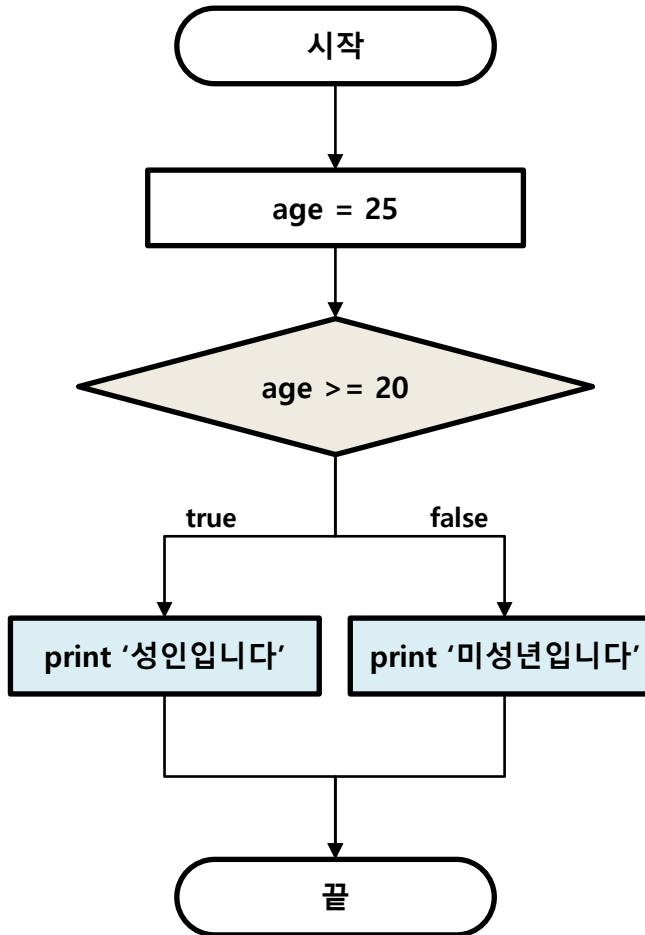 시작
age = 25
age >= 20
true
false
print ‘성인입니다’
print ‘미성년입니다’
끝